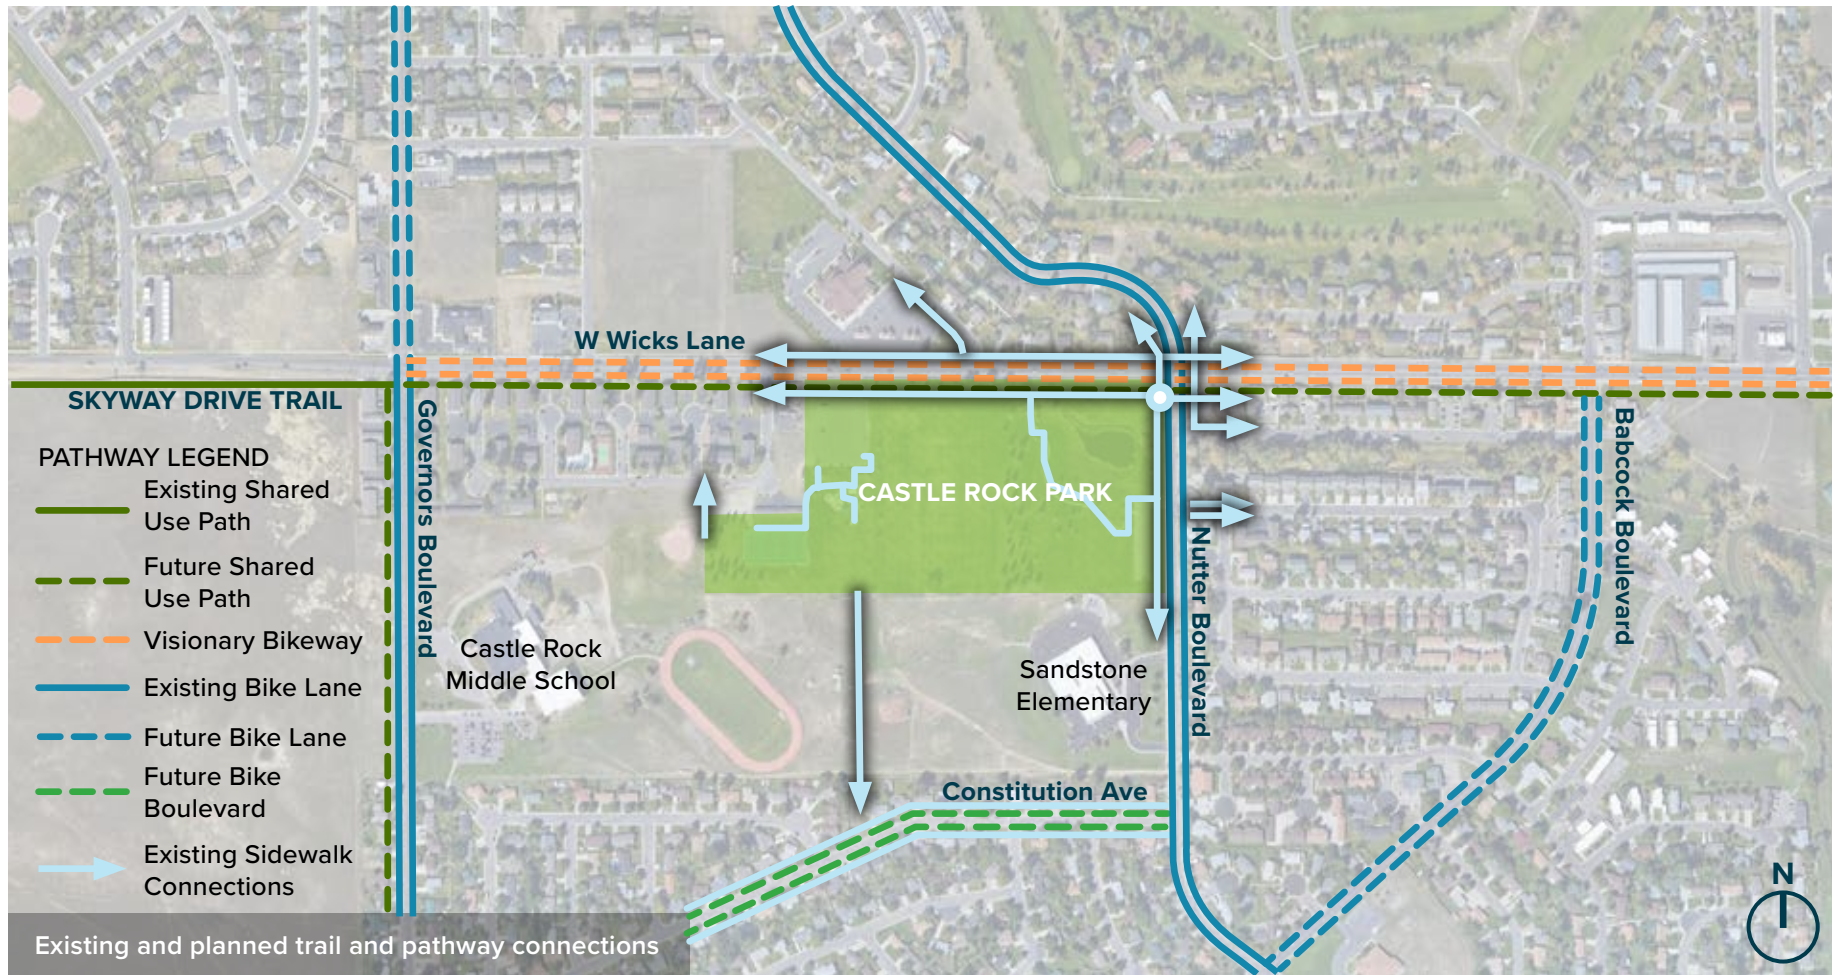 W Wicks Lane
SKYWAY DRIVE TRAIL
PATHWAY LEGEND
Existing Shared
Use Path
Future Shared
Use Path
Visionary Bikeway
Existing Bike Lane
Future Bike Lane
Future Bike
Boulevard
Existing Sidewalk
Connections
Governors Boulevard
CASTLE ROCK PARK
Nutter Boulevard
Babcock Boulevard
Castle Rock
Middle School
Sandstone
Elementary
Constitution Ave
N
Existing and planned trail and pathway connections